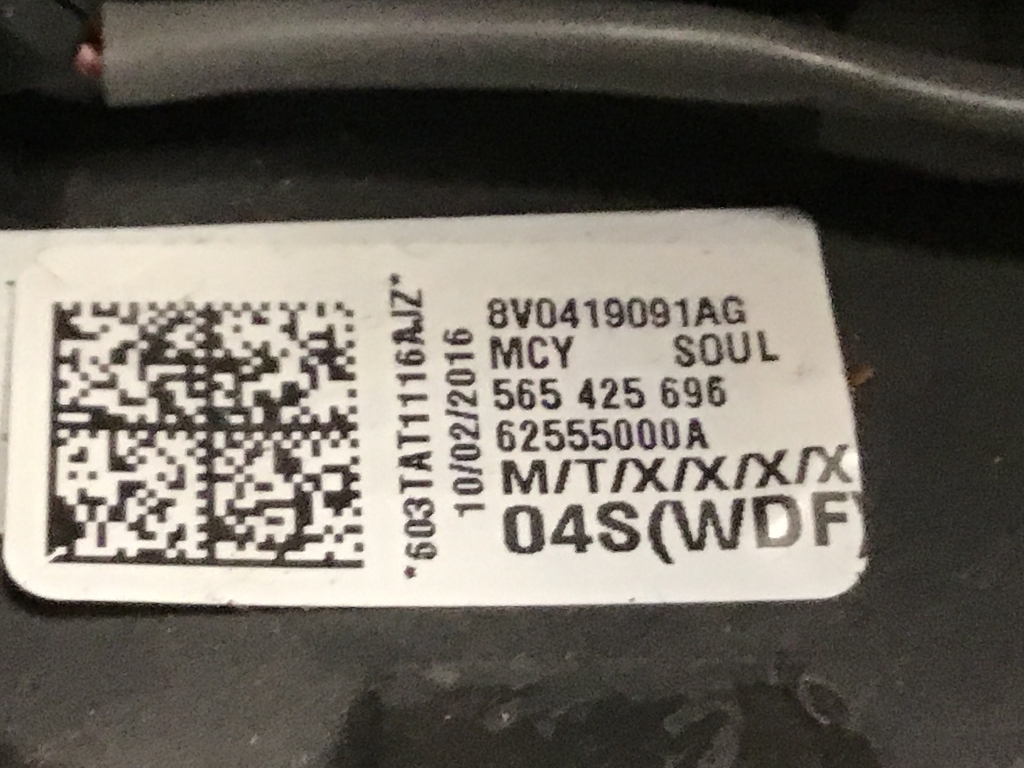 *603TAT1116AJZ*
10/02/2016
8V0419091AG
MCY SOUL
565 425 696
62555000A
M/T/X/X/X/X
04S(WDF)